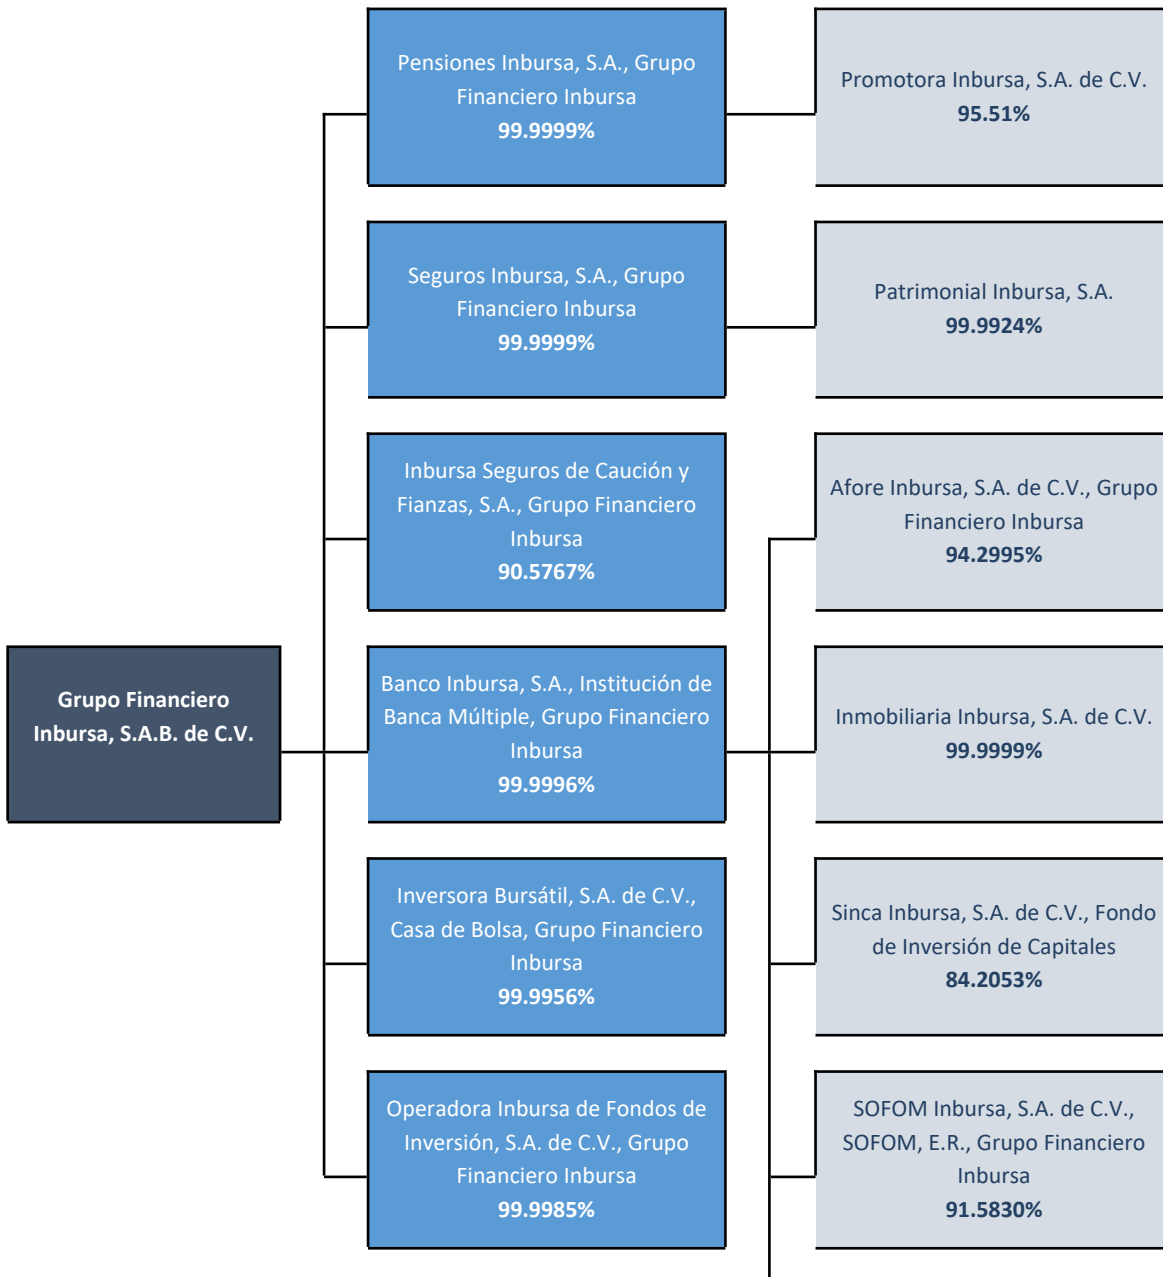 Pensiones Inbursa, S.A., Grupo
Financiero Inbursa
99.9999%
Promotora Inbursa, S.A. de C.V.
95.51%
Seguros Inbursa, S.A., Grupo
Financiero Inbursa
99.9999%
Patrimonial Inbursa, S.A.
99.9924%
Inbursa Seguros de Caución y
Fianzas, S.A., Grupo Financiero
Inbursa
90.5767%
Afore Inbursa, S.A. de C.V., Grupo
Financiero Inbursa
94.2995%
Grupo Financiero
Inbursa, S.A.B. de C.V.
Banco Inbursa, S.A., Institución de
Banca Múltiple, Grupo Financiero
Inbursa
99.9996%
Inmobiliaria Inbursa, S.A. de C.V.
99.9999%
Inversora Bursátil, S.A. de C.V.,
Casa de Bolsa, Grupo Financiero
Inbursa
99.9956%
Sinca Inbursa, S.A. de C.V., Fondo
de Inversión de Capitales
84.2053%
Operadora Inbursa de Fondos de
Inversión, S.A. de C.V., Grupo
Financiero Inbursa
99.9985%
SOFOM Inbursa, S.A. de C.V.,
SOFOM, E.R., Grupo Financiero
Inbursa
91.5830%